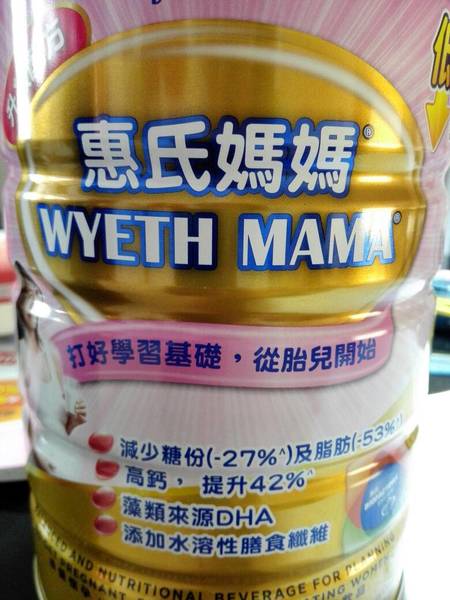 惠氏媽媽®
WYETH MAMA®
打好學習基礎，從胎兒開始
減少糖份(-27%^)及脂肪(-53%^)
高鈣，提升42%^
藻類來源DHA
添加水溶性膳食纖維
AND NUTRITIONAL BEVERAGE FOR PLANNING
PREGNANT